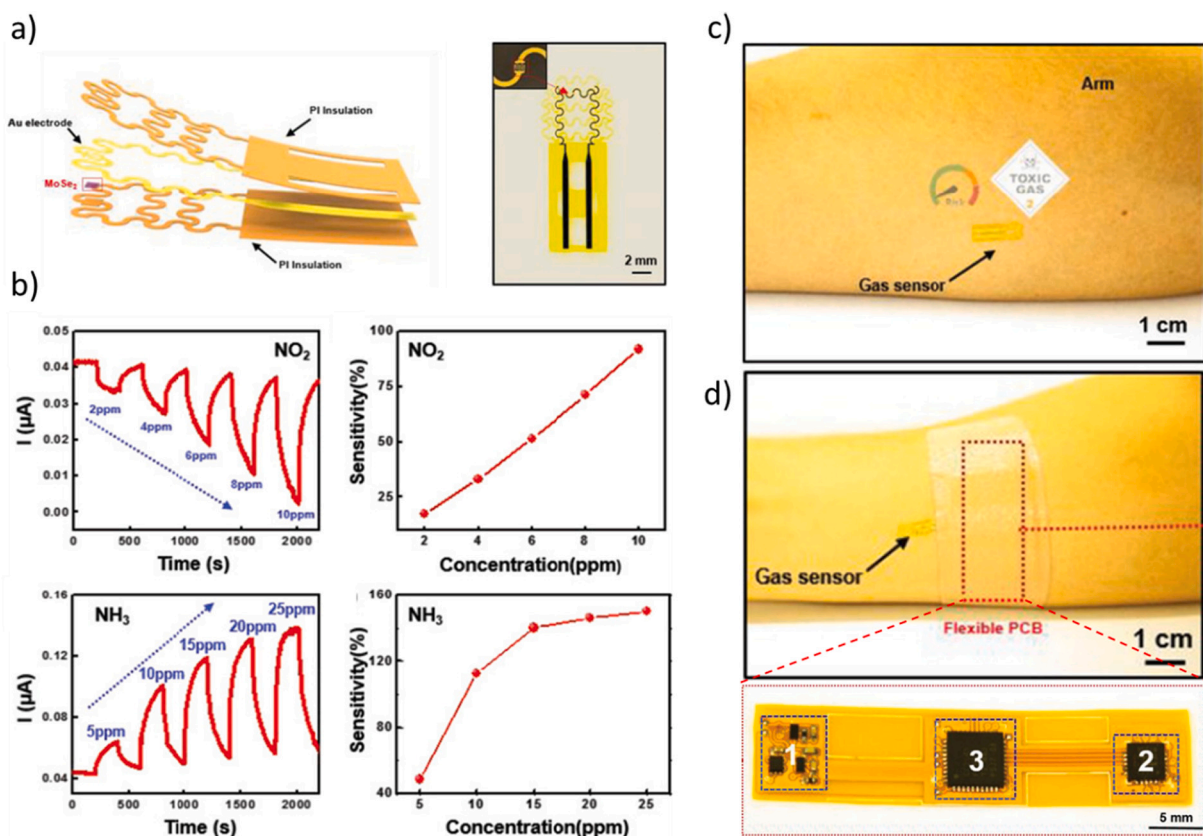 a)
PI Insulation
Au electrode
MoSe₂
PI Insulation
2 mm
b)
I (μA)
0.05
0.04
0.03
0.02
0.01
0.00
NO₂
2ppm
4ppm
6ppm
8ppm
10ppm
0 500 1000 1500 2000
Time (s)
Sensitivity(%)
100
75
50
25
NO₂
2 4 6 8 10
Concentration(ppm)
I (μA)
0.16
0.12
0.08
0.04
NH₃
5ppm
10ppm
15ppm
20ppm
25ppm
0 500 1000 1500 2000
Time (s)
Sensitivity(%)
160
120
80
40
NH₃
5 10 15 20 25
Concentration(ppm)
c)
Arm
TOXIC
GAS
2
Gas sensor
1 cm
d)
Gas sensor
Flexible PCB
1 cm
1
3
2
5 mm